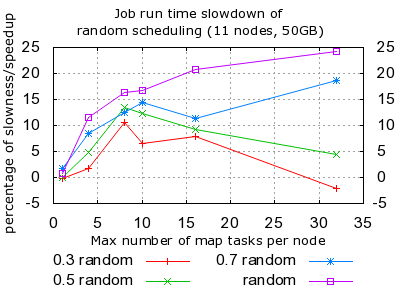 Job run time slowdown of
random scheduling (11 nodes, 50GB)
percentage of slowness/speedup
25 25
20 20
15 15
10 10
5 5
0 0
-5 -5
0 5 10 15 20 25 30 35
Max number of map tasks per node
0.3 random 0.7 random
0.5 random random